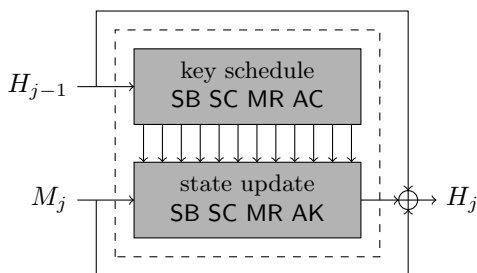 key schedule
H_{j−1}
SB SC MR AC
state update
M_j
H_j
SB SC MR AK